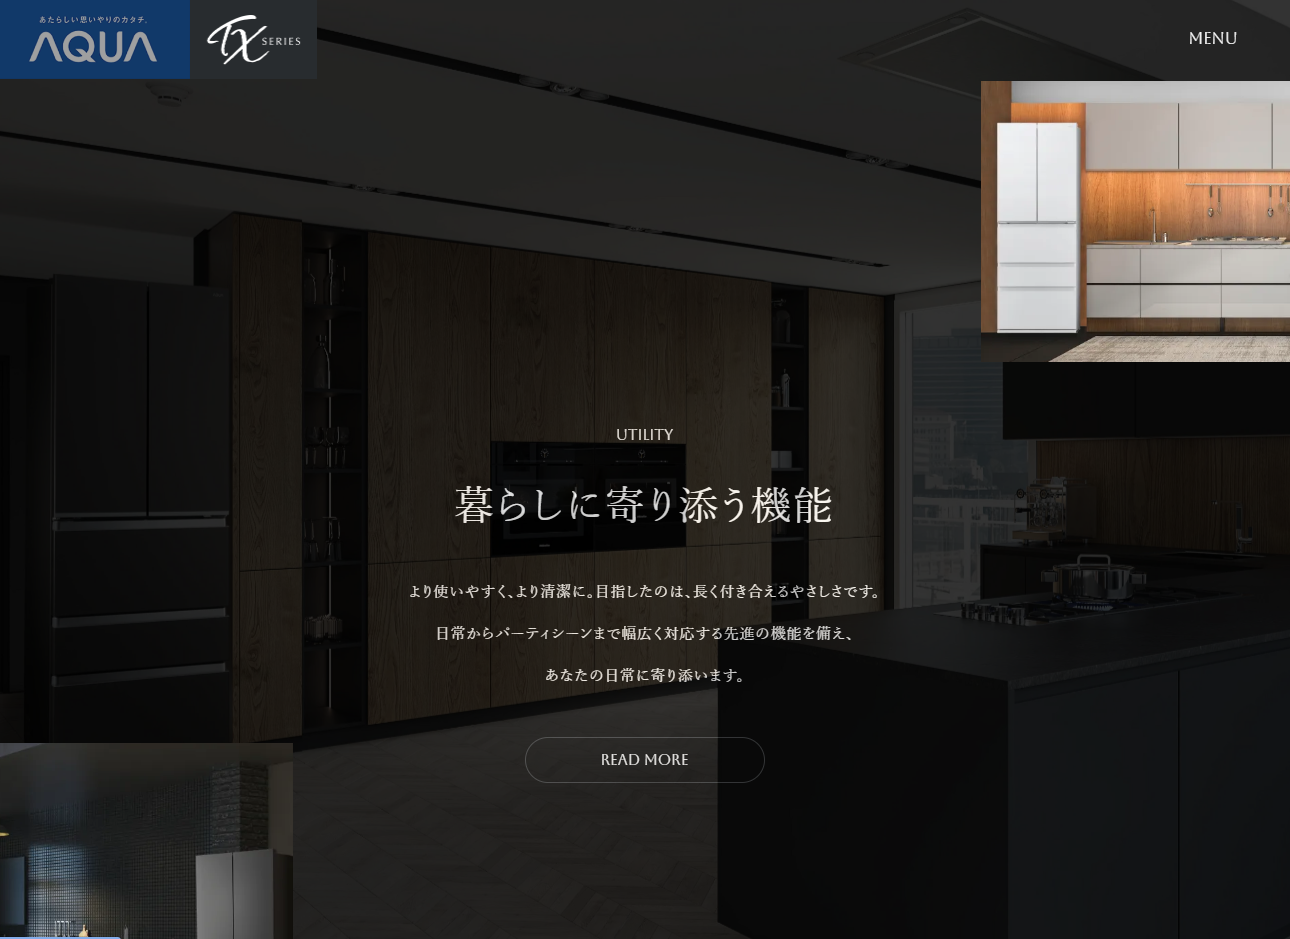 あたらしい思いやりのカタチ。
AQUA
TX SERIES
MENU
UTILITY
暮らしに寄り添う機能
より使いやすく、より清潔に。目指したのは、長く付き合えるやさしさです。
日常からパーティシーンまで幅広く対応する先進の機能を備え、
あなたの日常に寄り添います。
READ MORE